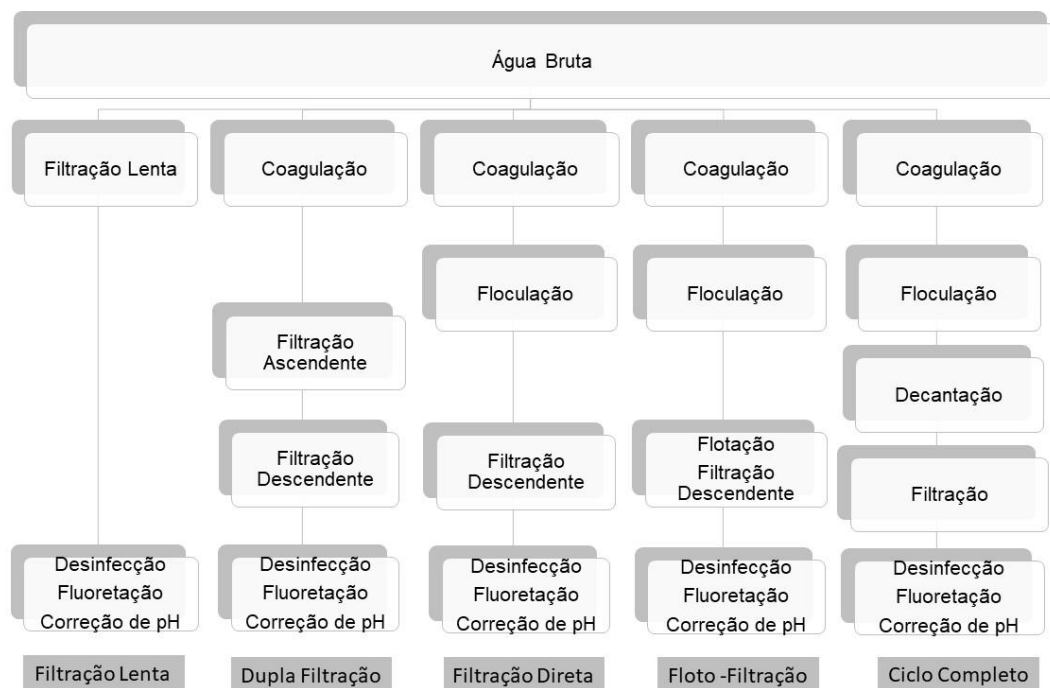 Água Bruta
Filtração Lenta
Coagulação
Coagulação
Coagulação
Coagulação
Floculação
Floculação
Floculação
Filtração
Ascendente
Decantação
Filtração
Descendente
Filtração
Descendente
Flotação
Filtração
Descendente
Filtração
Desinfecção
Fluoretação
Correção de pH
Desinfecção
Fluoretação
Correção de pH
Desinfecção
Fluoretação
Correção de pH
Desinfecção
Fluoretação
Correção de pH
Desinfecção
Fluoretação
Correção de pH
Filtração Lenta
Dupla Filtração
Filtração Direta
Floto -Filtração
Ciclo Completo